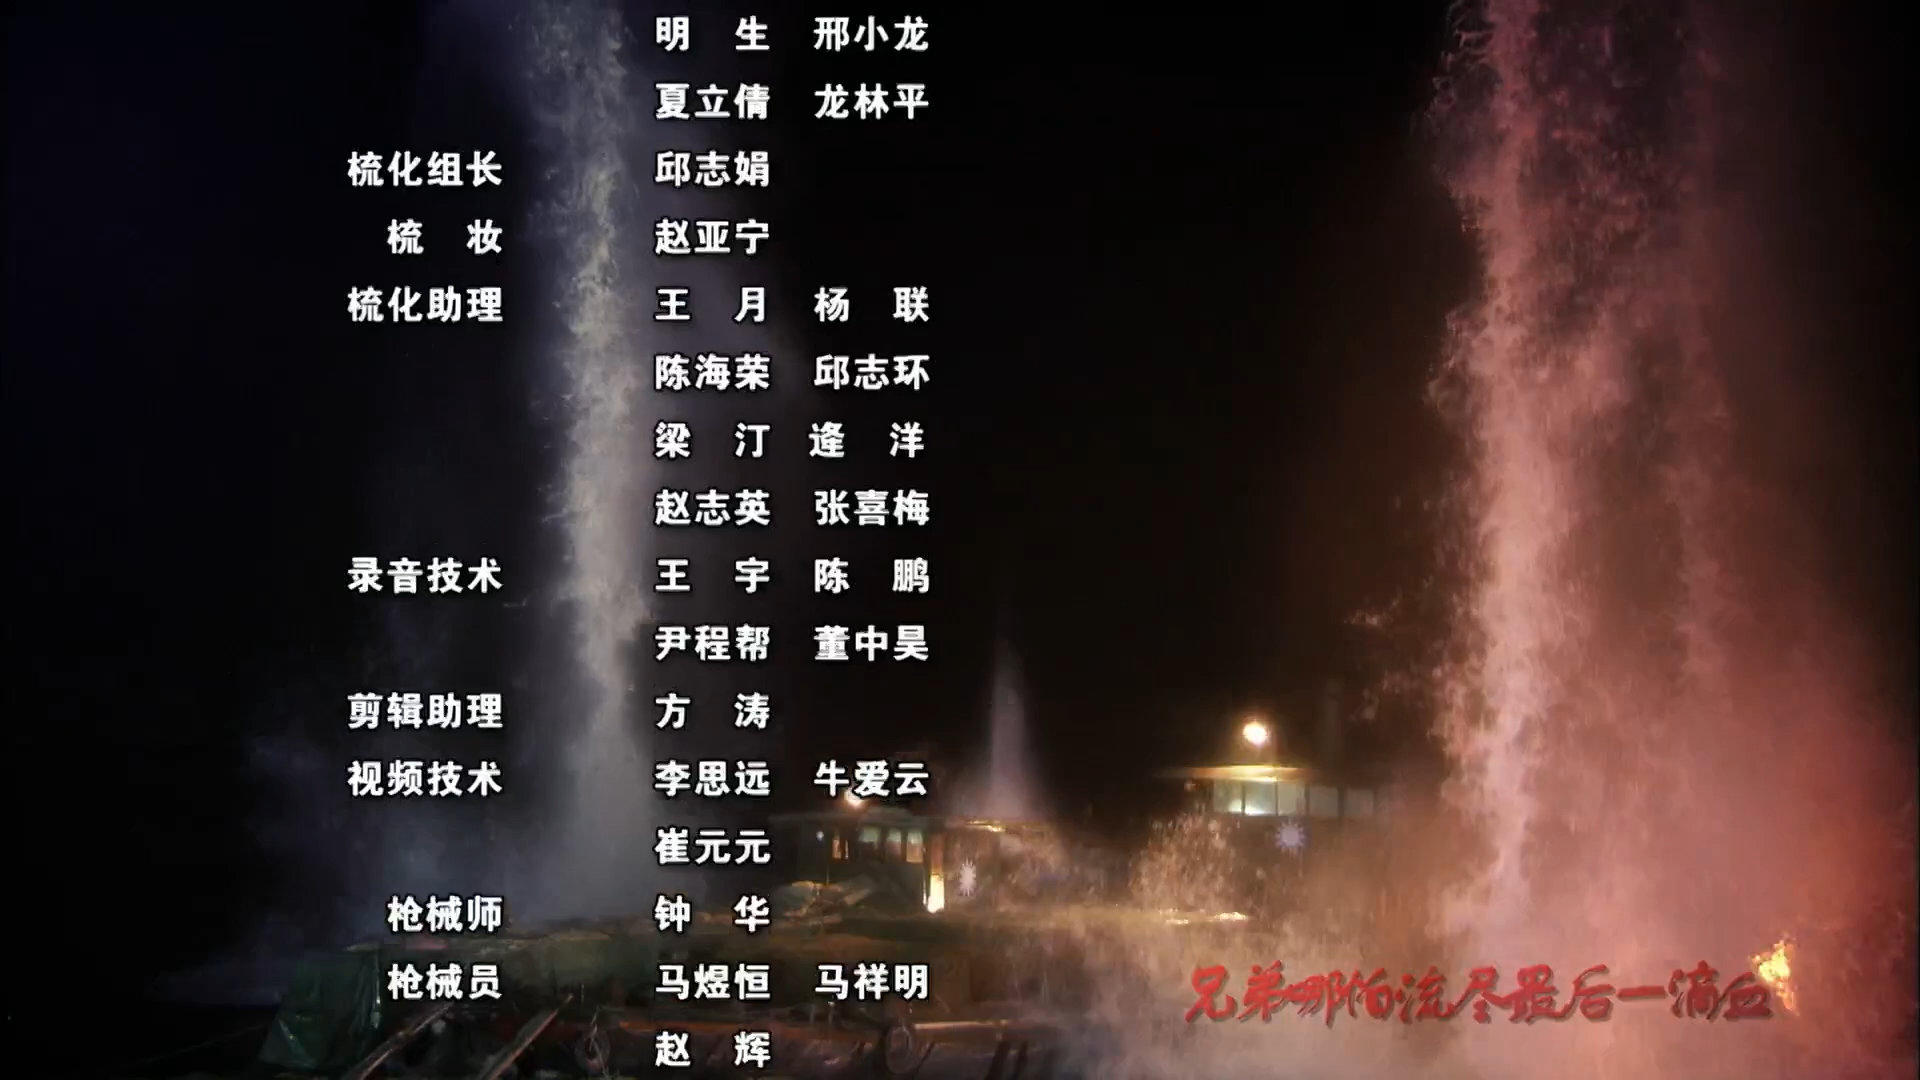 明 生 邢小龙
夏立倩 龙林平
梳化组长 邱志娟
梳 妆 赵亚宁
梳化助理 王 月 杨 联
陈海荣 邱志环
梁 汀 逄 洋
赵志英 张喜梅
录音技术 王 宇 陈 鹏
尹程帮 董中昊
剪辑助理 方 涛
视频技术 李思远 牛爱云
崔元元
枪械师 钟 华
枪械员 马煜恒 马祥明
赵 辉
兄弟哪怕流尽最后一滴血